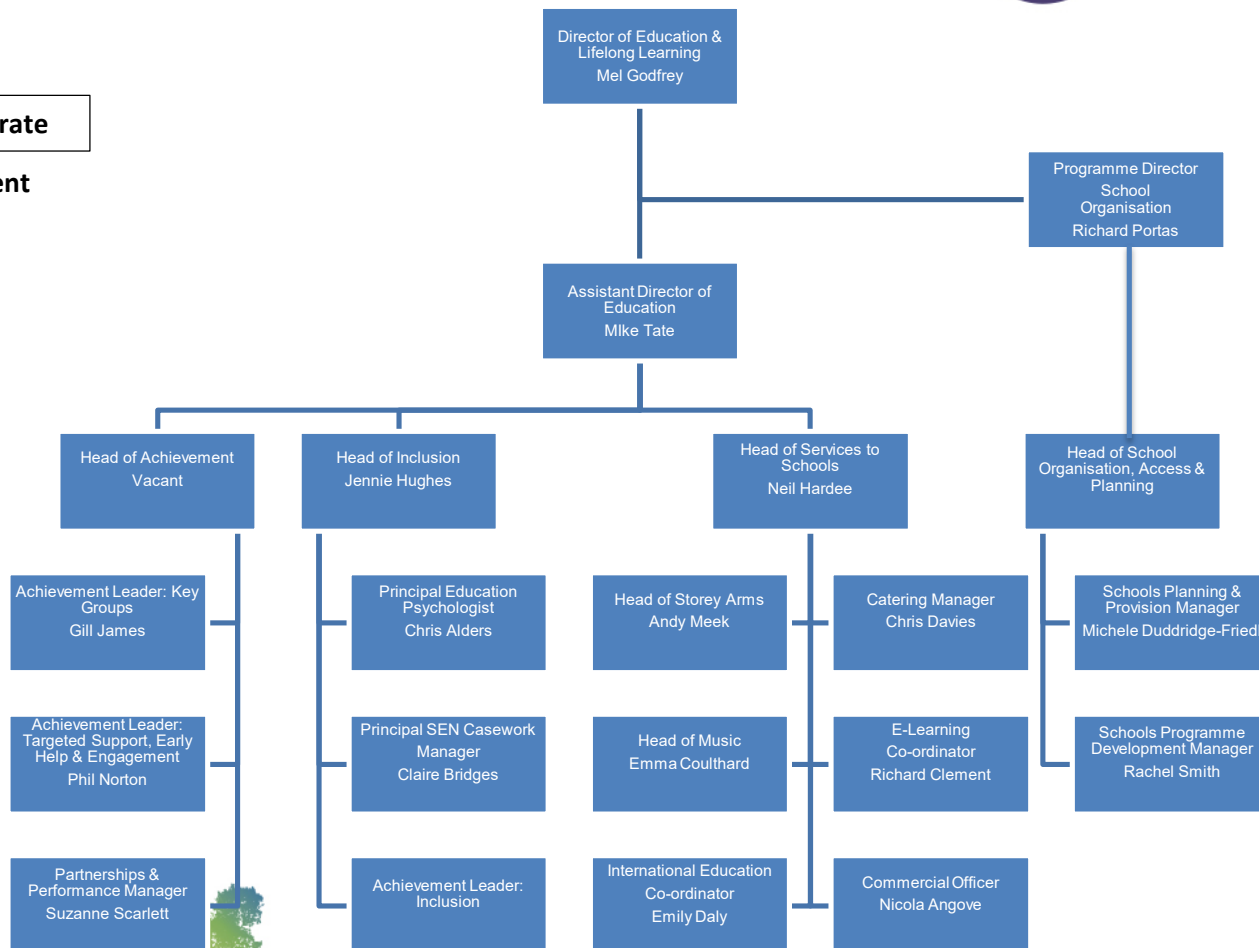 Director of Education &
Lifelong Learning
Mel Godfrey
rate
ent
Programme Director
School
Organisation
Richard Portas
Assistant Director of
Education
MIke Tate
Head of Achievement
Vacant
Head of Inclusion
Jennie Hughes
Head of Services to
Schools
Neil Hardee
Head of School
Organisation, Access &
Planning
Achievement Leader: Key
Groups
Gill James
Principal Education
Psychologist
Chris Alders
Head of Storey Arms
Andy Meek
Catering Manager
Chris Davies
Schools Planning &
Provision Manager
Michele Duddridge-Friedl
Achievement Leader:
Targeted Support, Early
Help & Engagement
Phil Norton
Principal SEN Casework
Manager
Claire Bridges
Head of Music
Emma Coulthard
E-Learning
Co-ordinator
Richard Clement
Schools Programme
Development Manager
Rachel Smith
Partnerships &
Performance Manager
Suzanne Scarlett
Achievement Leader:
Inclusion
International Education
Co-ordinator
Emily Daly
Commercial Officer
Nicola Angove